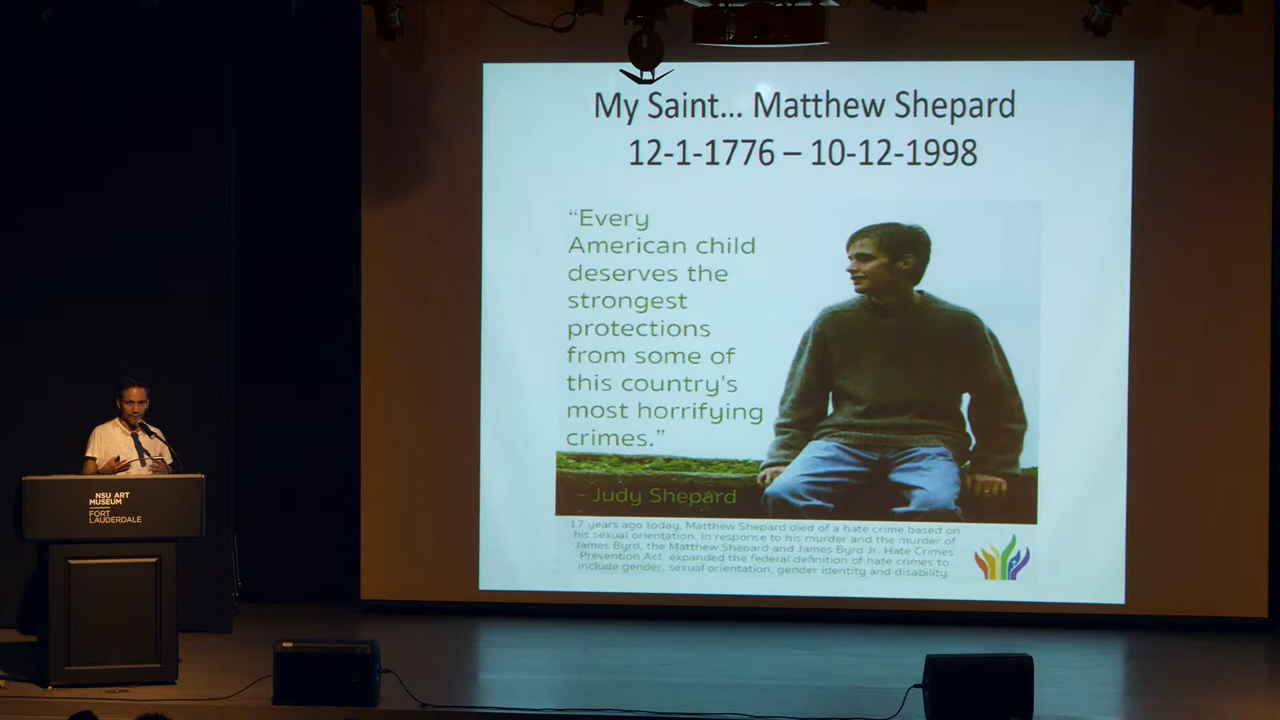 My Saint... Matthew Shepard
12-1-1776 – 10-12-1998
“Every
American child
deserves the
strongest
protections
from some of
this country's
most horrifying
crimes.”
- Judy Shepard
17 years ago today, Matthew Shepard died of a hate crime based on
his sexual orientation. In response to his murder and the murder of
James Byrd, the Matthew Shepard and James Byrd Jr. Hate Crimes
Prevention Act expanded the federal definition of hate crimes to
include gender, sexual orientation, gender identity and disability.
NSU ART
MUSEUM
FORT
LAUDERDALE